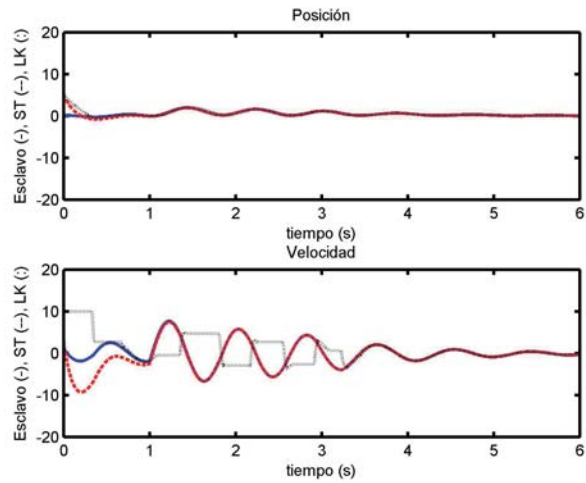 Posición
Esclavo (-), ST (--), LK (:)
20
10
0
-10
-20
0 1 2 3 4 5 6
tiempo (s)
Velocidad
Esclavo (-), ST (--), LK (:)
20
10
0
-10
-20
0 1 2 3 4 5 6
tiempo (s)